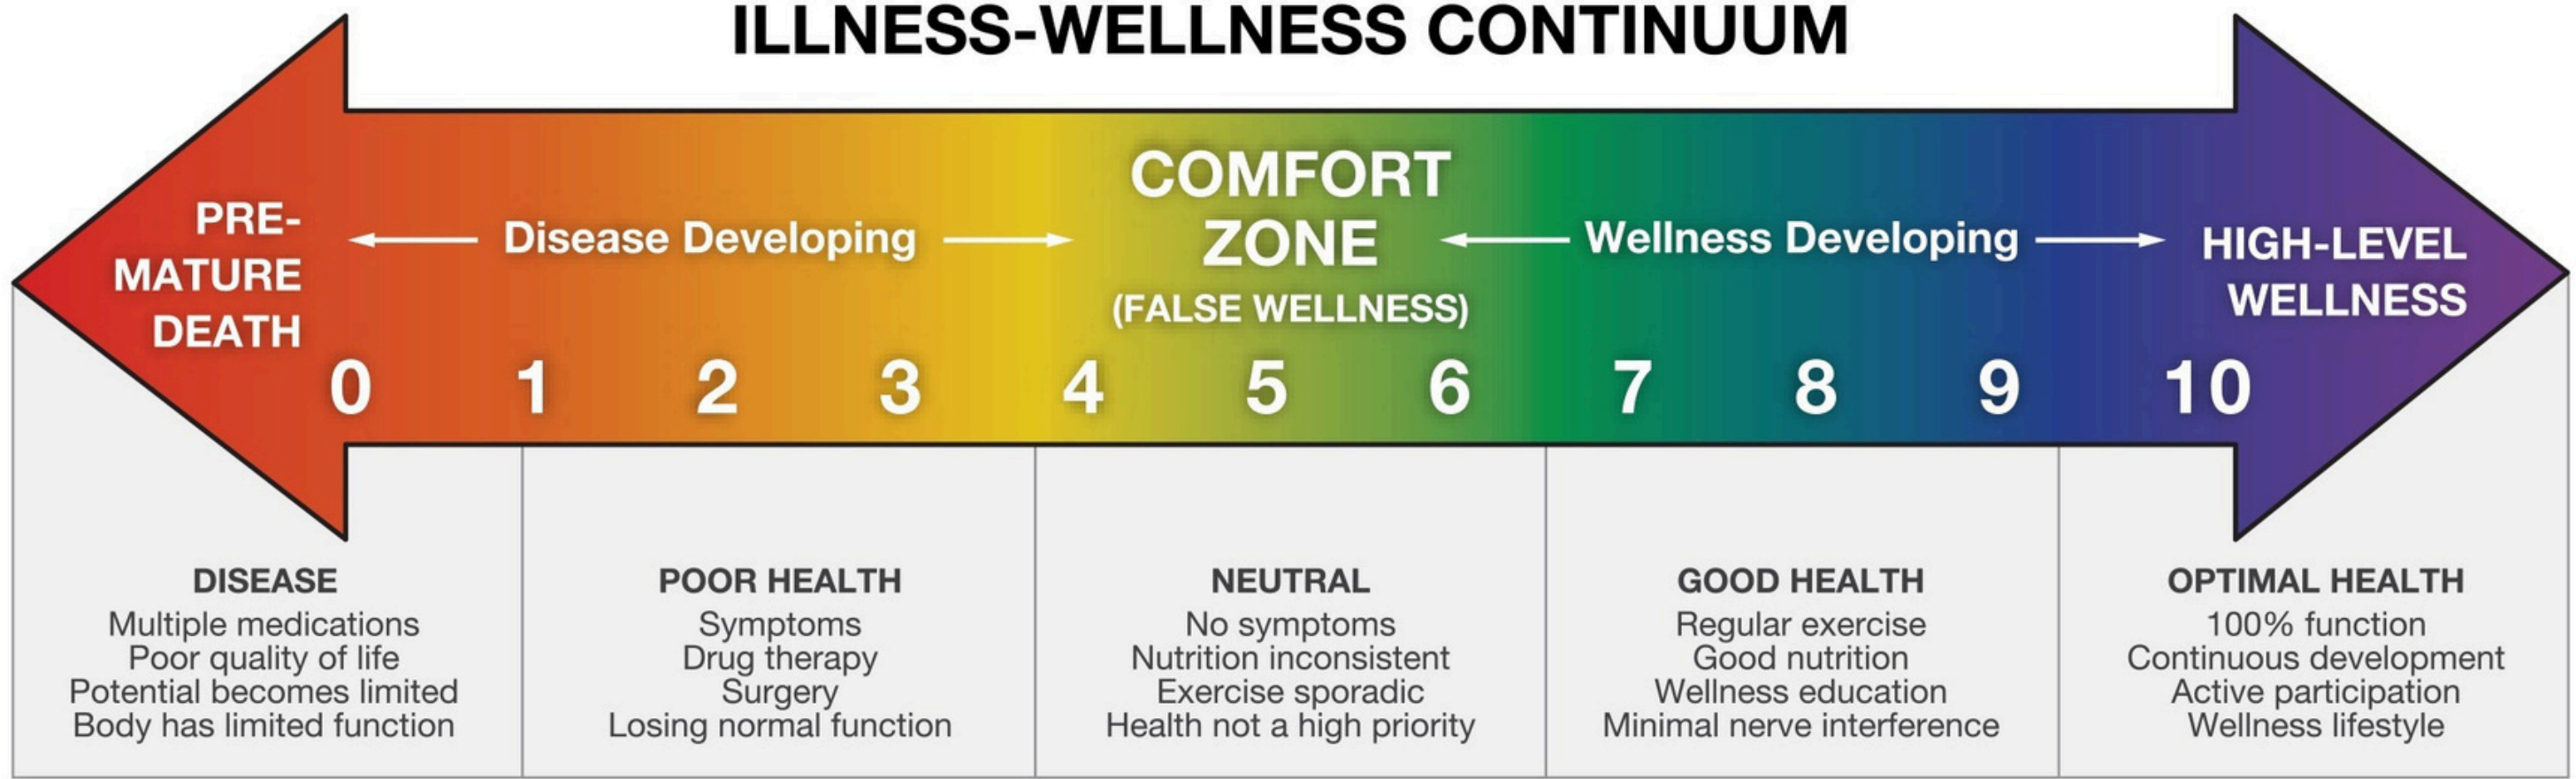 ILLNESS-WELLNESS CONTINUUM
PRE-
MATURE
DEATH
Disease Developing
COMFORT
ZONE
(FALSE WELLNESS)
Wellness Developing
HIGH-LEVEL
WELLNESS
0 1 2 3 4 5 6 7 8 9 10
DISEASE
Multiple medications
Poor quality of life
Potential becomes limited
Body has limited function
POOR HEALTH
Symptoms
Drug therapy
Surgery
Losing normal function
NEUTRAL
No symptoms
Nutrition inconsistent
Exercise sporadic
Health not a high priority
GOOD HEALTH
Regular exercise
Good nutrition
Wellness education
Minimal nerve interference
OPTIMAL HEALTH
100% function
Continuous development
Active participation
Wellness lifestyle